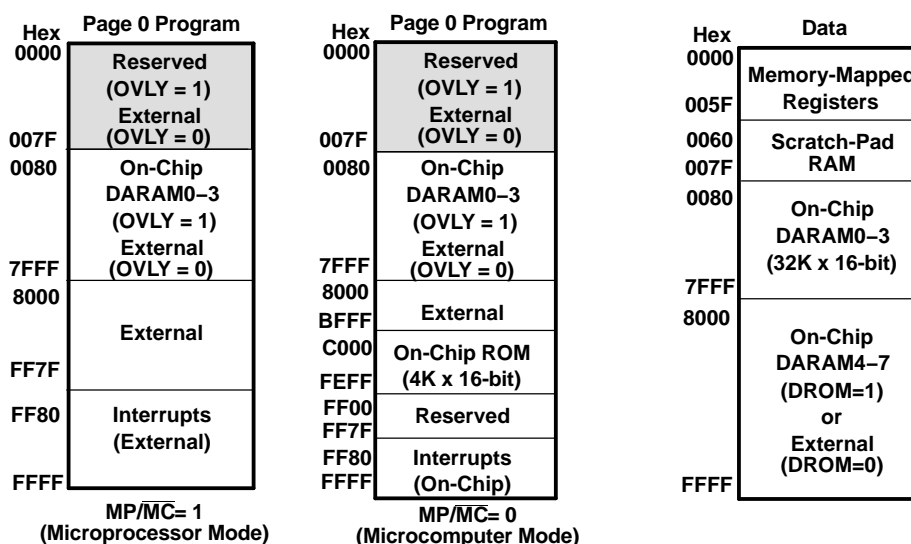 Hex Page 0 Program
0000
Reserved
(OVLY = 1)
External
(OVLY = 0)
007F
0080
On-Chip
DARAM0–3
(OVLY = 1)
External
(OVLY = 0)
7FFF
8000
External
FF7F
FF80
Interrupts
(External)
FFFF
MP/MC= 1
(Microprocessor Mode)
Hex Page 0 Program
0000
Reserved
(OVLY = 1)
External
(OVLY = 0)
007F
0080
On-Chip
DARAM0–3
(OVLY = 1)
External
(OVLY = 0)
7FFF
8000
External
BFFF
C000
On-Chip ROM
(4K x 16-bit)
FEFF
FF00
Reserved
FF7F
FF80
Interrupts
(On-Chip)
FFFF
MP/MC= 0
(Microcomputer Mode)
Hex Data
0000
Memory-Mapped
Registers
005F
0060
Scratch-Pad
RAM
007F
0080
On-Chip
DARAM0–3
(32K x 16-bit)
7FFF
8000
On-Chip
DARAM4–7
(DROM=1)
or
External
(DROM=0)
FFFF